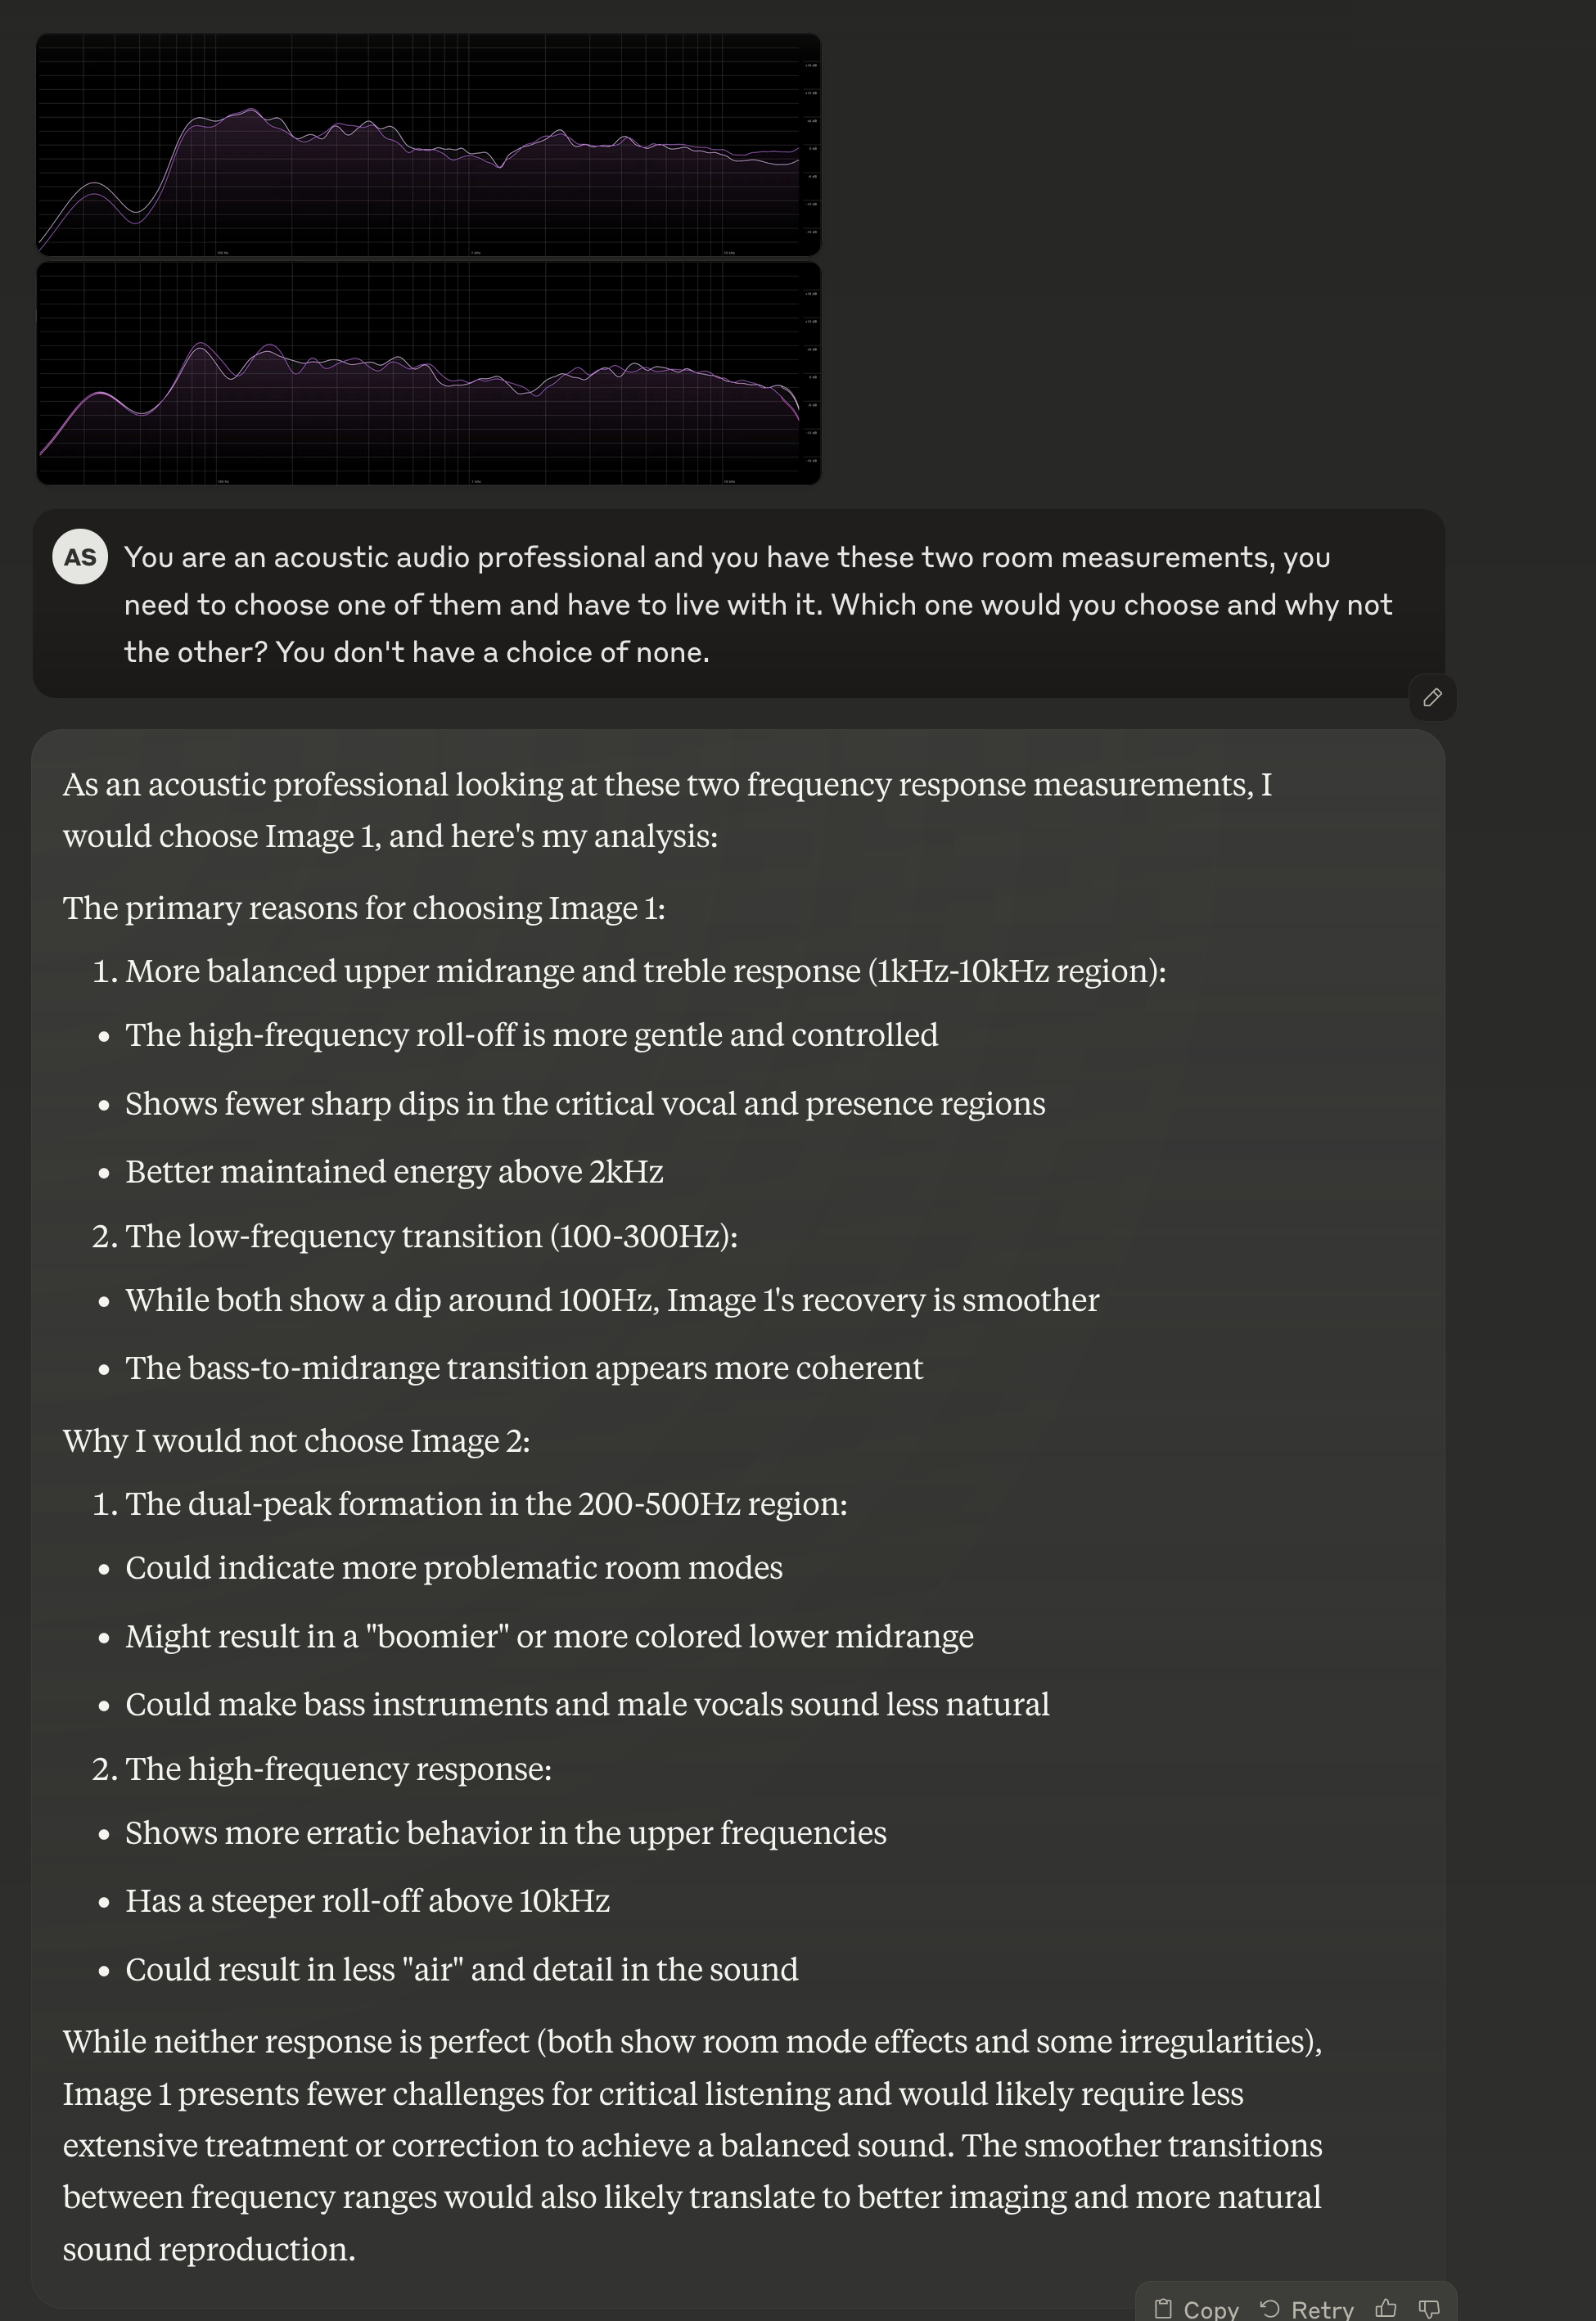 100 Hz
1 kHz
10 kHz
100 Hz
1 kHz
10 kHz
AS
You are an acoustic audio professional and you have these two room measurements, you
need to choose one of them and have to live with it. Which one would you choose and why not
the other? You don't have a choice of none.
As an acoustic professional looking at these two frequency response measurements, I
would choose Image 1, and here's my analysis:
The primary reasons for choosing Image 1:
1. More balanced upper midrange and treble response (1kHz-10kHz region):
• The high-frequency roll-off is more gentle and controlled
• Shows fewer sharp dips in the critical vocal and presence regions
• Better maintained energy above 2kHz
2. The low-frequency transition (100-300Hz):
• While both show a dip around 100Hz, Image 1's recovery is smoother
• The bass-to-midrange transition appears more coherent
Why I would not choose Image 2:
1. The dual-peak formation in the 200-500Hz region:
• Could indicate more problematic room modes
• Might result in a "boomier" or more colored lower midrange
• Could make bass instruments and male vocals sound less natural
2. The high-frequency response:
• Shows more erratic behavior in the upper frequencies
• Has a steeper roll-off above 10kHz
• Could result in less "air" and detail in the sound
While neither response is perfect (both show room mode effects and some irregularities),
Image 1 presents fewer challenges for critical listening and would likely require less
extensive treatment or correction to achieve a balanced sound. The smoother transitions
between frequency ranges would also likely translate to better imaging and more natural
sound reproduction.
Copy Retry